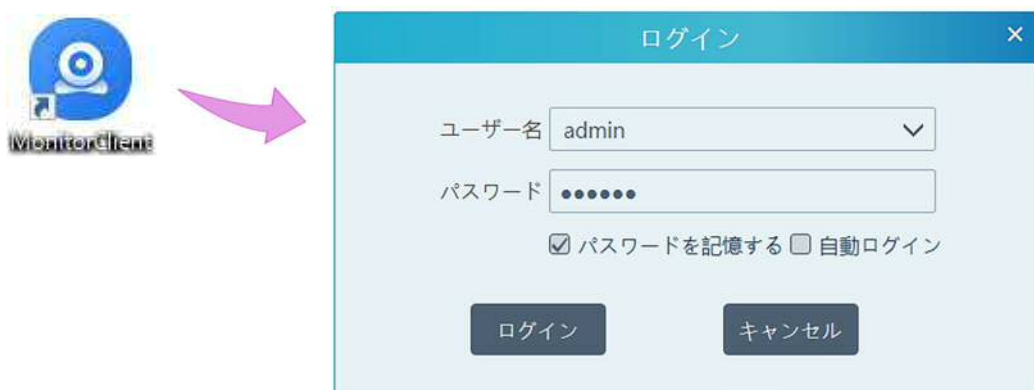 MonitorClient
ログイン
ユーザー名 admin
パスワード ●●●●●●
パスワードを記憶する 自動ログイン
ログイン キャンセル